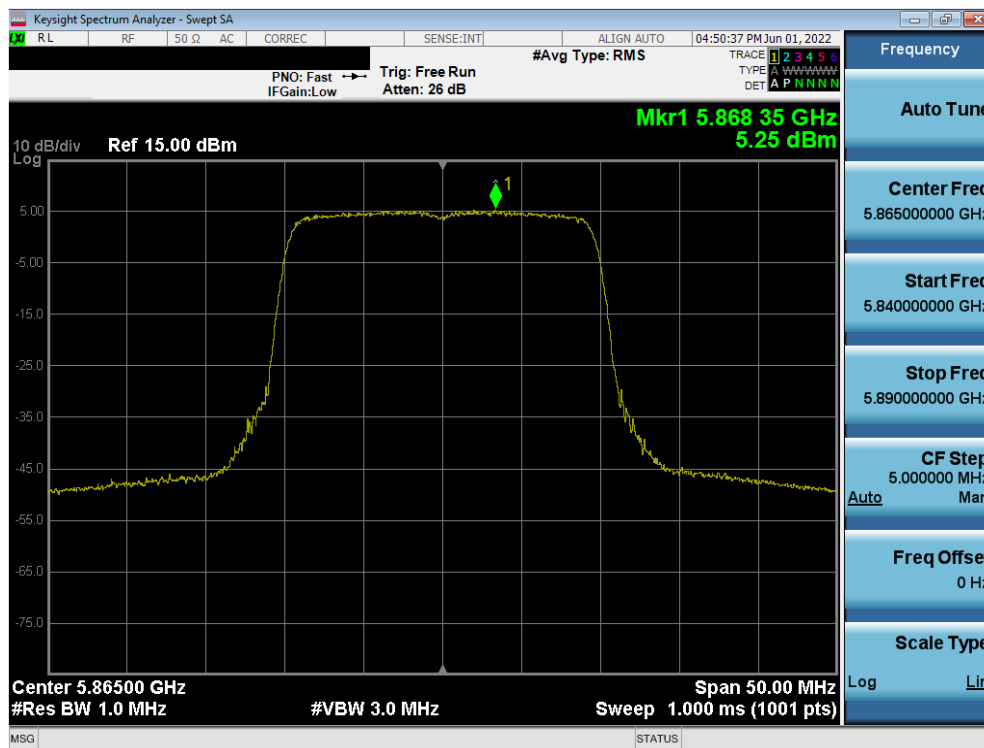 Keysight Spectrum Analyzer - Swept SA
LXI RL RF 50 Ω AC CORREC SENSE:INT ALIGN AUTO 04:50:37 PM Jun 01, 2022
#Avg Type: RMS
TRACE 1 2 3 4 5 6
PNO: Fast Trig: Free Run
TYPE A WWWWW
IFGain:Low Atten: 26 dB
DET A P N N N N
Mkr1 5.868 35 GHz
5.25 dBm
10 dB/div Ref 15.00 dBm
Log
1
5.00
-5.00
-15.0
-25.0
-35.0
-45.0
-55.0
-65.0
-75.0
Center 5.86500 GHz Span 50.00 MHz
#Res BW 1.0 MHz #VBW 3.0 MHz Sweep 1.000 ms (1001 pts)
MSG STATUS
Frequency
Auto Tune
Center Freq
5.865000000 GHz
Start Freq
5.840000000 GHz
Stop Freq
5.890000000 GHz
CF Step
5.000000 MHz
Auto Man
Freq Offset
0 Hz
Scale Type
Log Lin